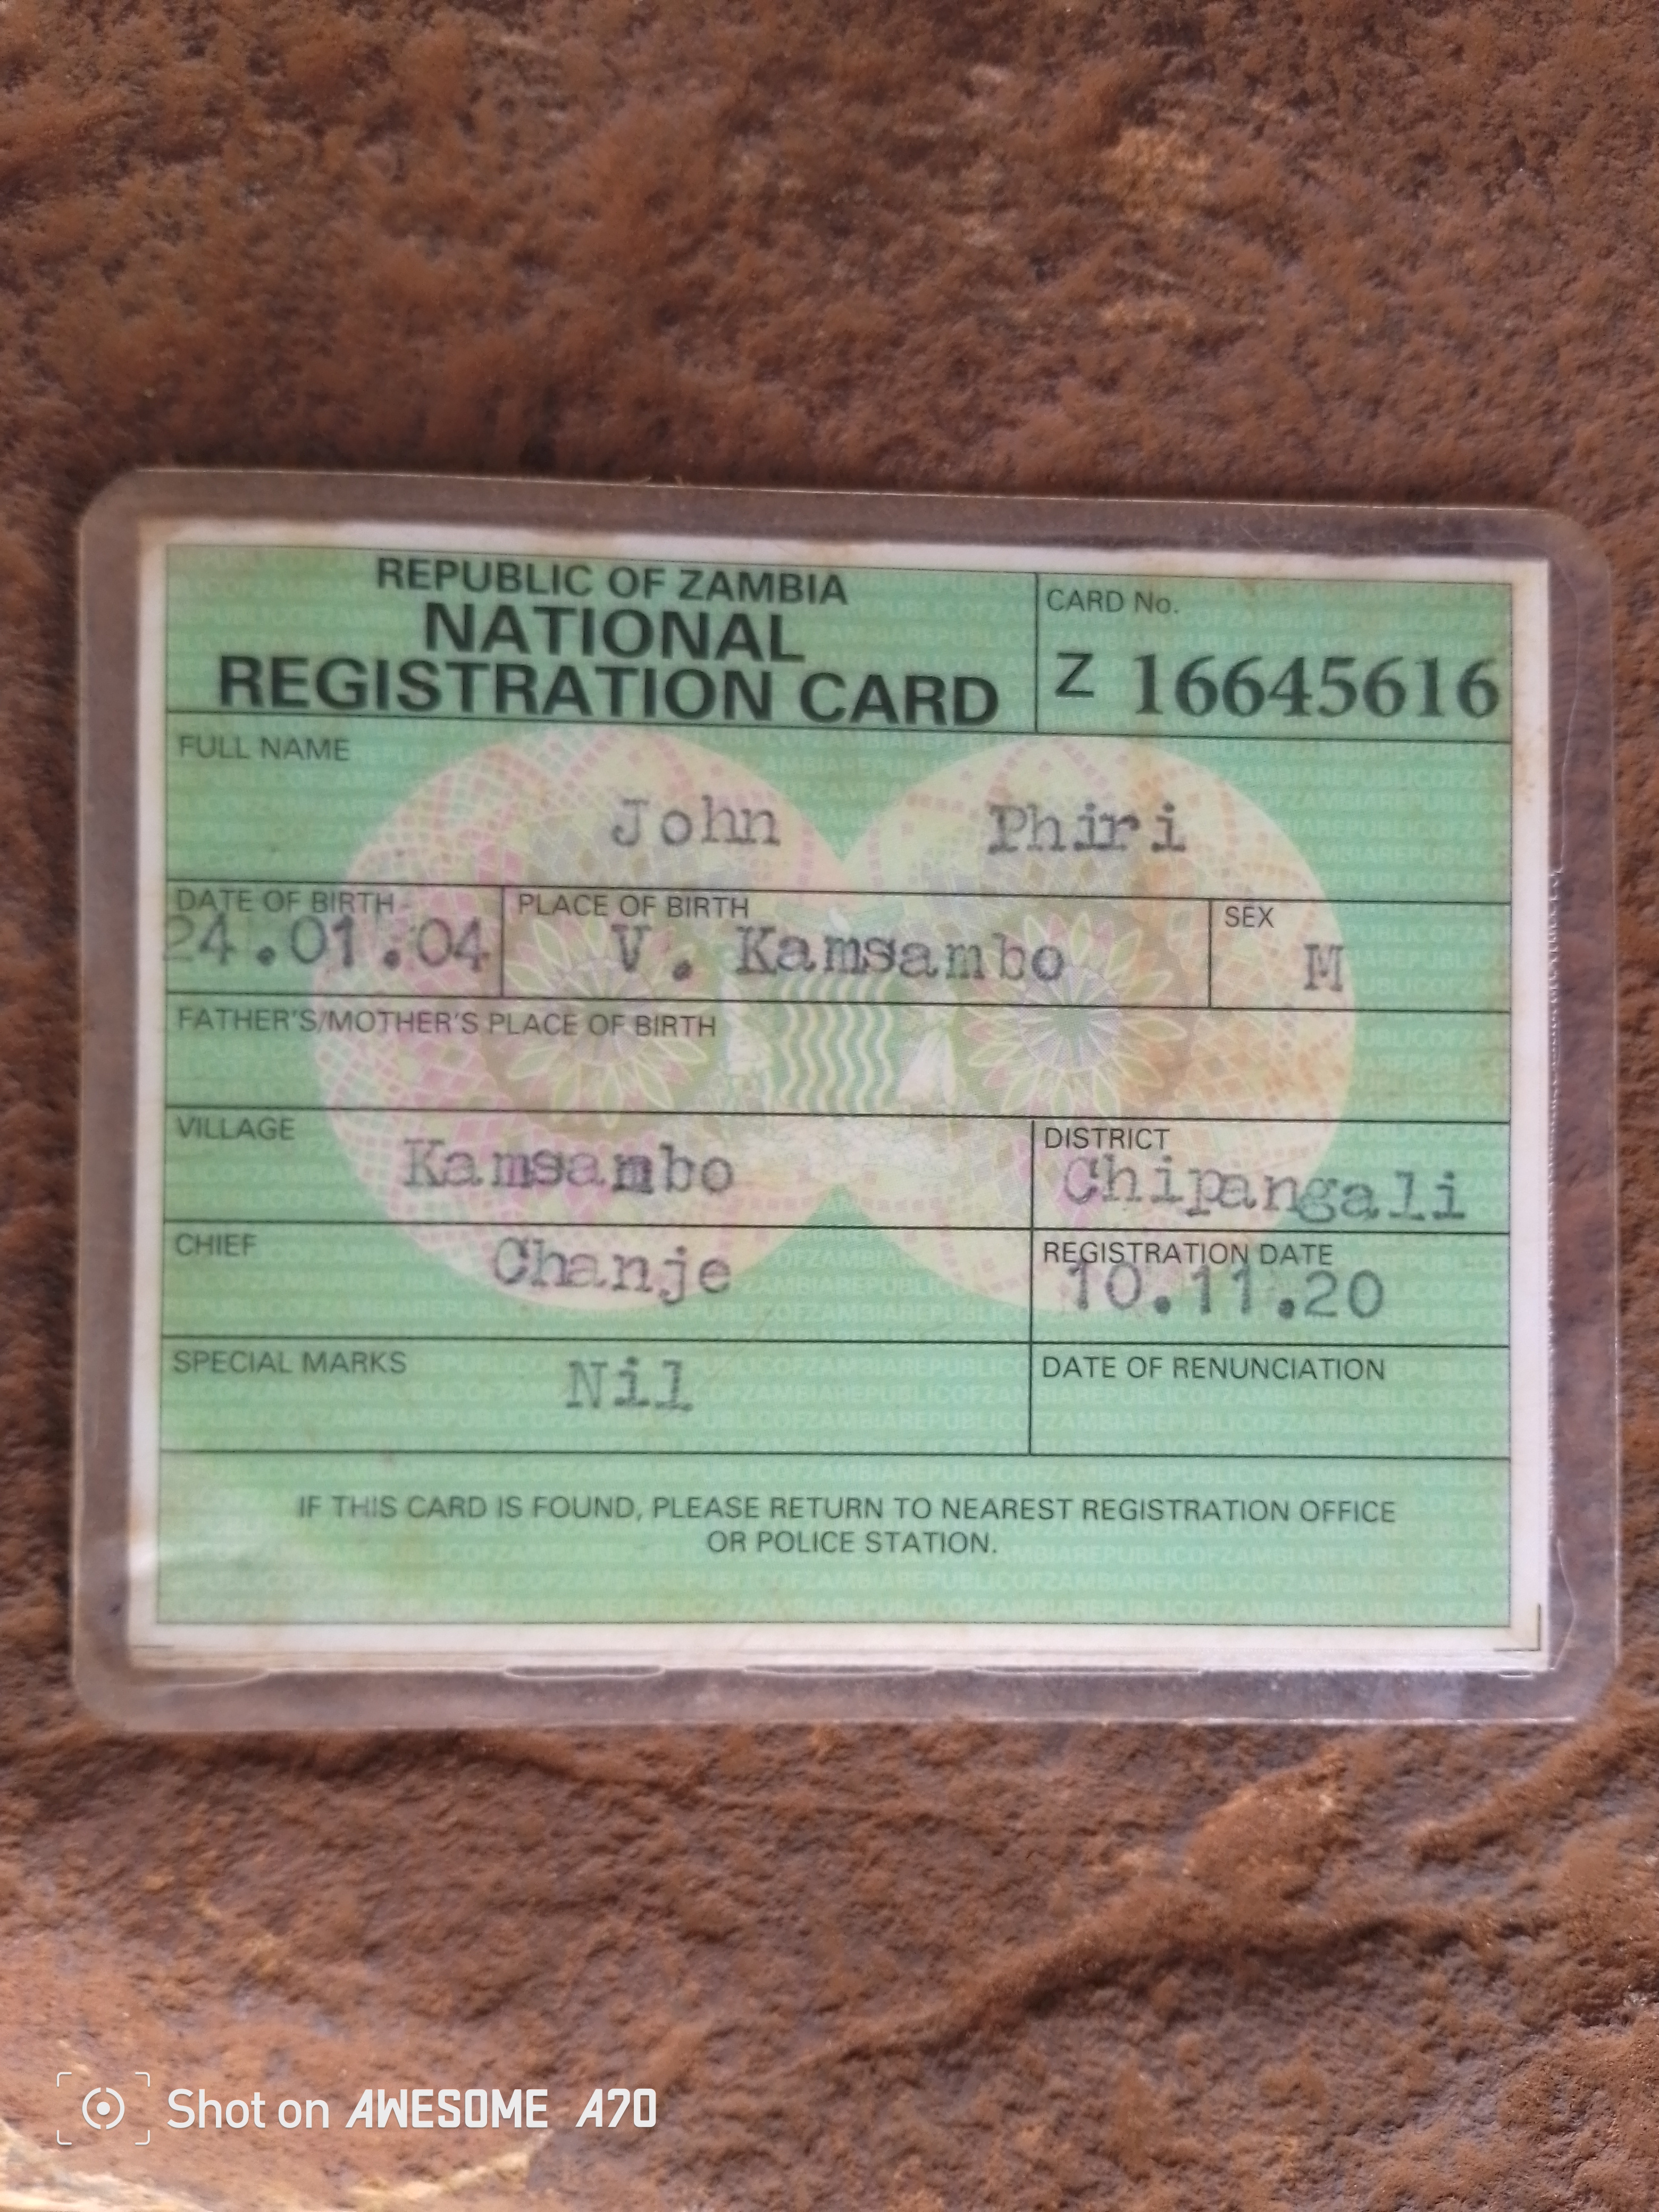 REPUBLIC OF ZAMBIA
NATIONAL
REGISTRATION CARD
CARD No.
Z 16645616
FULL NAME
John Phiri
DATE OF BIRTH
24.01.04
PLACE OF BIRTH
V. Kamsambo
SEX
M
FATHER'S/MOTHER'S PLACE OF BIRTH
VILLAGE
Kamsambo
DISTRICT
Chipangali
CHIEF
Chanje
REGISTRATION DATE
10.11.20
SPECIAL MARKS
Nil
DATE OF RENUNCIATION
IF THIS CARD IS FOUND, PLEASE RETURN TO NEAREST REGISTRATION OFFICE
OR POLICE STATION.
Shot on AWESOME A70